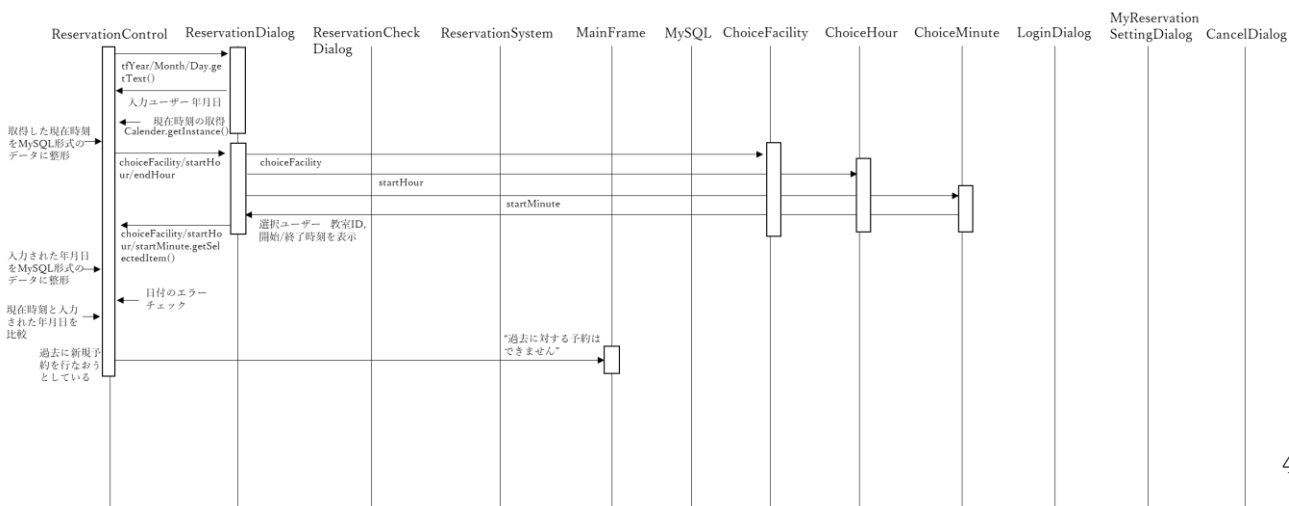 ReservationControl
ReservationDialog
ReservationCheck
Dialog
ReservationSystem
MainFrame
MySQL
ChoiceFacility
ChoiceHour
ChoiceMinute
LoginDialog
MyReservation
SettingDialog
CancelDialog
tfYear/Month/Day.ge
tText()
入力ユーザー 年月日
現在時刻の取得
Calender.getInstance()
取得した現在時刻
をMySQL形式の
データに整形
choiceFacility/startHo
ur/endHour
choiceFacility
startHour
startMinute
選択ユーザー 教室ID,
開始/終了時刻を表示
choiceFacility/startHo
ur/startMinute.getSel
ectedItem()
入力された年月日
をMySQL形式の
データに整形
日付のエラー
チェック
現在時刻と入力
された年月日を
比較
過去に新規予
約を行なおう
としている
"過去に対する予約は
できません"
4